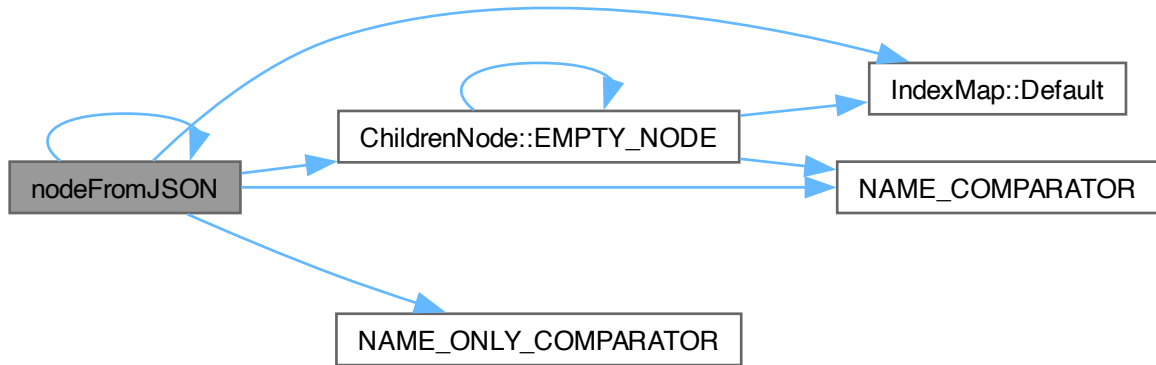 IndexMap::Default
ChildrenNode::EMPTY_NODE
nodeFromJSON
NAME_COMPARATOR
NAME_ONLY_COMPARATOR